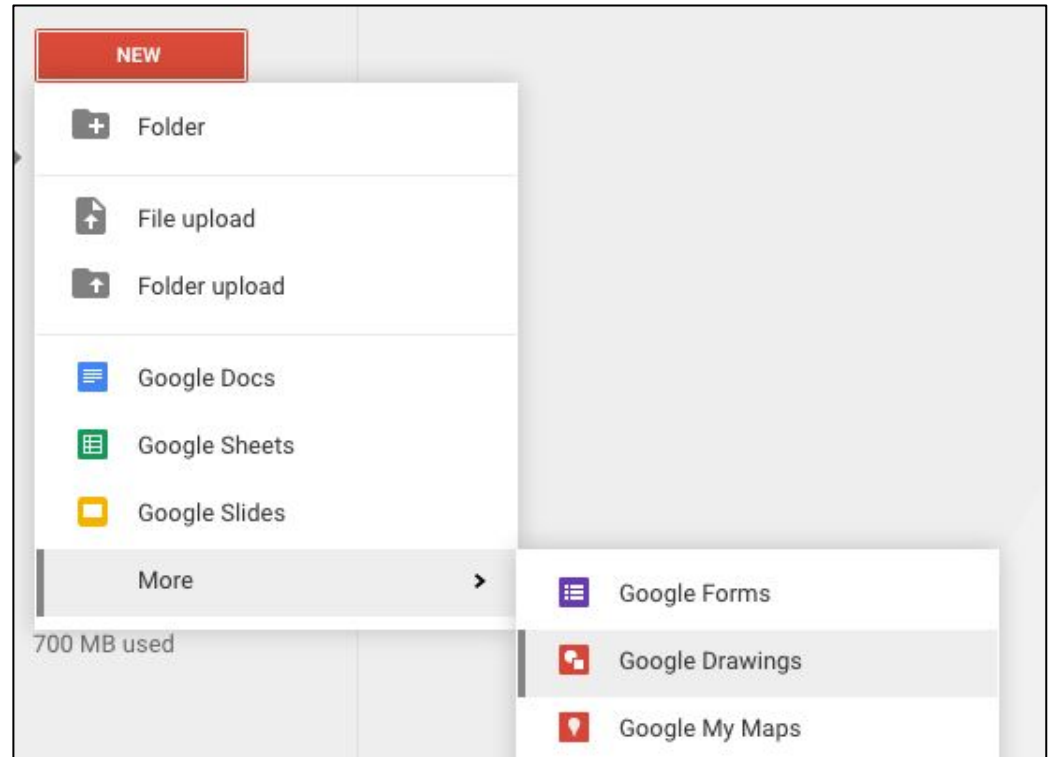 NEW
Folder
File upload
Folder upload
Google Docs
Google Sheets
Google Slides
More
Google Forms
700 MB used
Google Drawings
Google My Maps